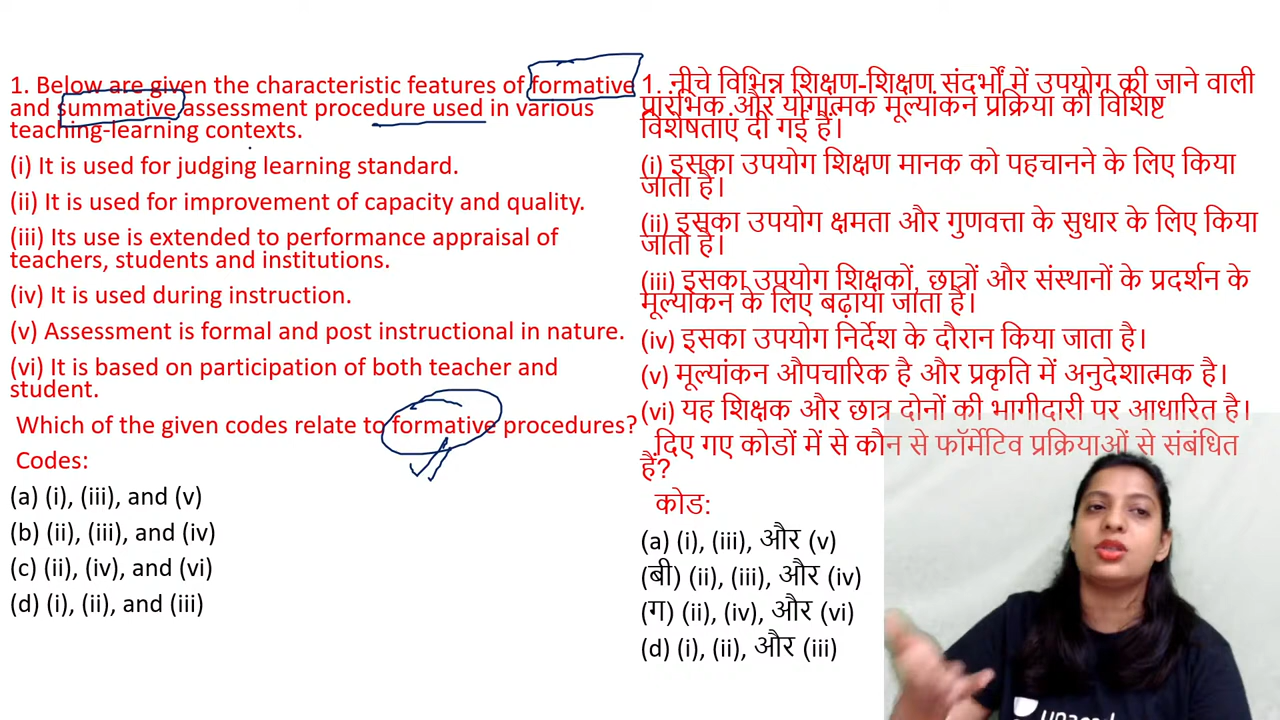 1. Below are given the characteristic features of formative
and summative assessment procedure used in various
teaching-learning contexts.
(i) It is used for judging learning standard.
(ii) It is used for improvement of capacity and quality.
(iii) Its use is extended to performance appraisal of
teachers, students and institutions.
(iv) It is used during instruction.
(v) Assessment is formal and post instructional in nature.
(vi) It is based on participation of both teacher and
student.
Which of the given codes relate to formative procedures?
Codes:
(a) (i), (iii), and (v)
(b) (ii), (iii), and (iv)
(c) (ii), (iv), and (vi)
(d) (i), (ii), and (iii)
1. नीचे विभिन्न शिक्षण-शिक्षण संदर्भों में उपयोग की जाने वाली
प्रारंभिक और योगात्मक मूल्यांकन प्रक्रिया की विशिष्ट
विशेषताएं दी गई हैं।
(i) इसका उपयोग शिक्षण मानक को पहचानने के लिए किया
जाता है।
(ii) इसका उपयोग क्षमता और गुणवत्ता के सुधार के लिए किया
जाता है।
(iii) इसका उपयोग शिक्षकों, छात्रों और संस्थानों के प्रदर्शन के
मूल्यांकन के लिए बढ़ाया जाता है।
(iv) इसका उपयोग निर्देश के दौरान किया जाता है।
(v) मूल्यांकन औपचारिक है और प्रकृति में अनुदेशात्मक है।
(vi) यह शिक्षक और छात्र दोनों की भागीदारी पर आधारित है।
दिए गए कोडों में से कौन से फॉर्मेटिव प्रक्रियाओं से संबंधित
हैं?
कोड:
(a) (i), (iii), और (v)
(बी) (ii), (iii), और (iv)
(ग) (ii), (iv), और (vi)
(d) (i), (ii), और (iii)